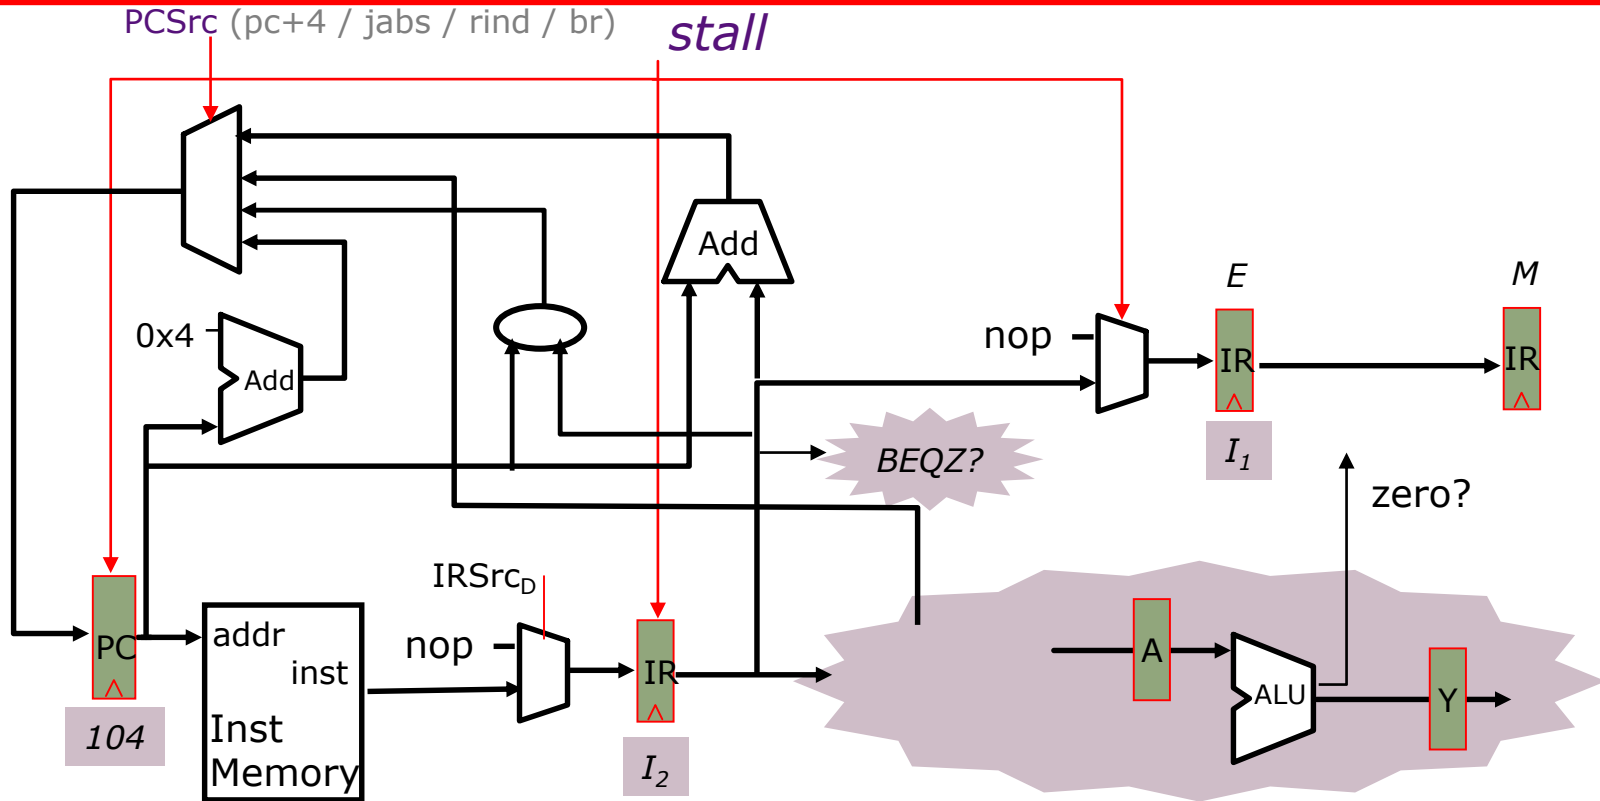 PCSrc (pc+4 / jabs / rind / br)
stall
Add
E
M
0x4
Add
nop
IR
IR
BEQZ?
I1
zero?
IRSrcD
PC
addr
inst
Inst
Memory
nop
IR
A
ALU
Y
104
I2